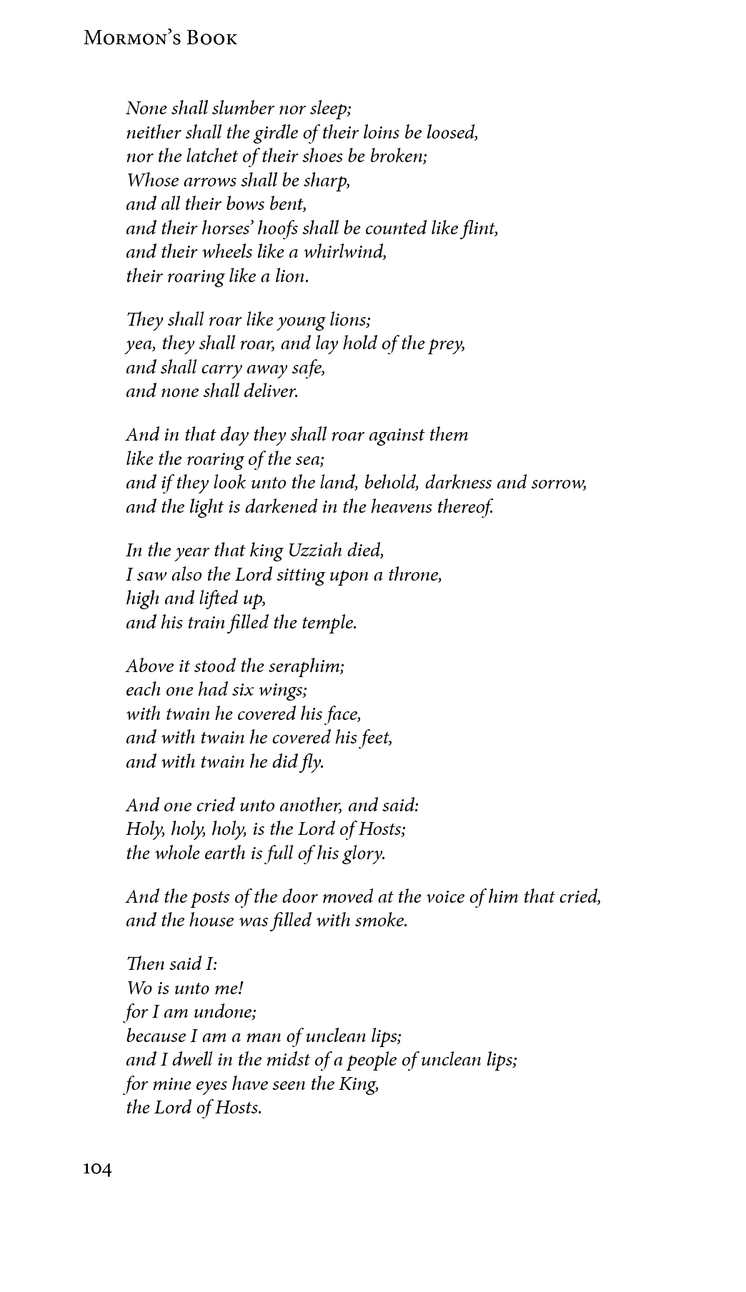 Mormon’s Book
None shall slumber nor sleep;
neither shall the girdle of their loins be loosed,
nor the latchet of their shoes be broken;
Whose arrows shall be sharp,
and all their bows bent,
and their horses’ hoofs shall be counted like flint,
and their wheels like a whirlwind,
their roaring like a lion.
They shall roar like young lions;
yea, they shall roar, and lay hold of the prey,
and shall carry away safe,
and none shall deliver.
And in that day they shall roar against them
like the roaring of the sea;
and if they look unto the land, behold, darkness and sorrow,
and the light is darkened in the heavens thereof.
In the year that king Uzziah died,
I saw also the Lord sitting upon a throne,
high and lifted up,
and his train filled the temple.
Above it stood the seraphim;
each one had six wings;
with twain he covered his face,
and with twain he covered his feet,
and with twain he did fly.
And one cried unto another, and said:
Holy, holy, holy, is the Lord of Hosts;
the whole earth is full of his glory.
And the posts of the door moved at the voice of him that cried,
and the house was filled with smoke.
Then said I:
Wo is unto me!
for I am undone;
because I am a man of unclean lips;
and I dwell in the midst of a people of unclean lips;
for mine eyes have seen the King,
the Lord of Hosts.
104